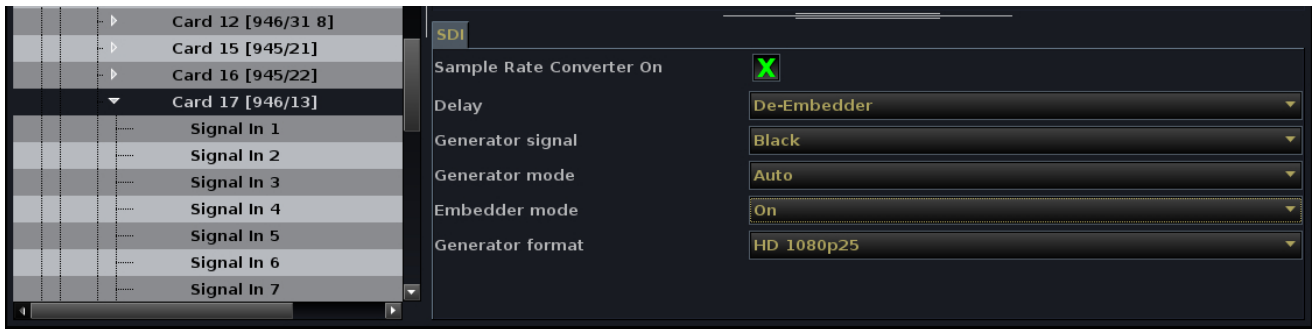 Card 12 [946/31 8]
Card 15 [945/21]
Card 16 [945/22]
Card 17 [946/13]
Signal In 1
Signal In 2
Signal In 3
Signal In 4
Signal In 5
Signal In 6
Signal In 7
SDI
Sample Rate Converter On X
Delay De-Embedder
Generator signal Black
Generator mode Auto
Embedder mode On
Generator format HD 1080p25